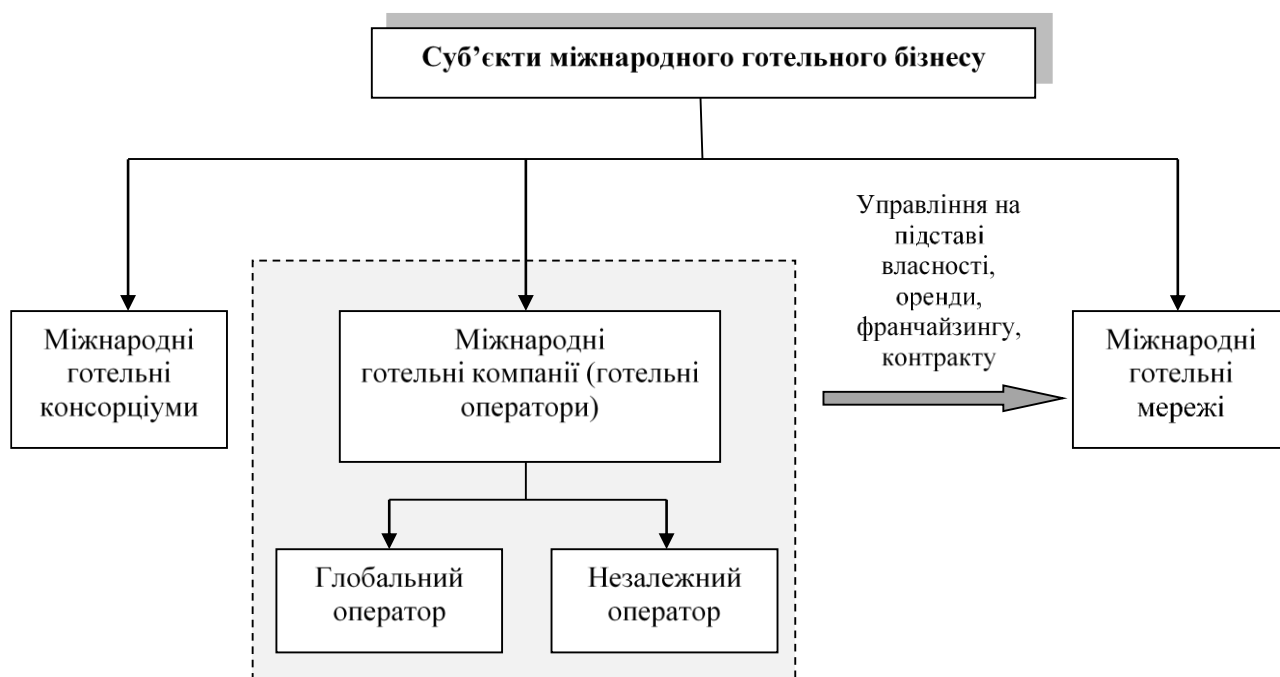 Суб’єкти міжнародного готельного бізнесу
Управління на
підставі
власності,
оренди,
франчайзингу,
контракту
Міжнародні
готельні
консорціуми
Міжнародні
готельні компанії (готельні
оператори)
Міжнародні
готельні
мережі
Глобальний
оператор
Незалежний
оператор